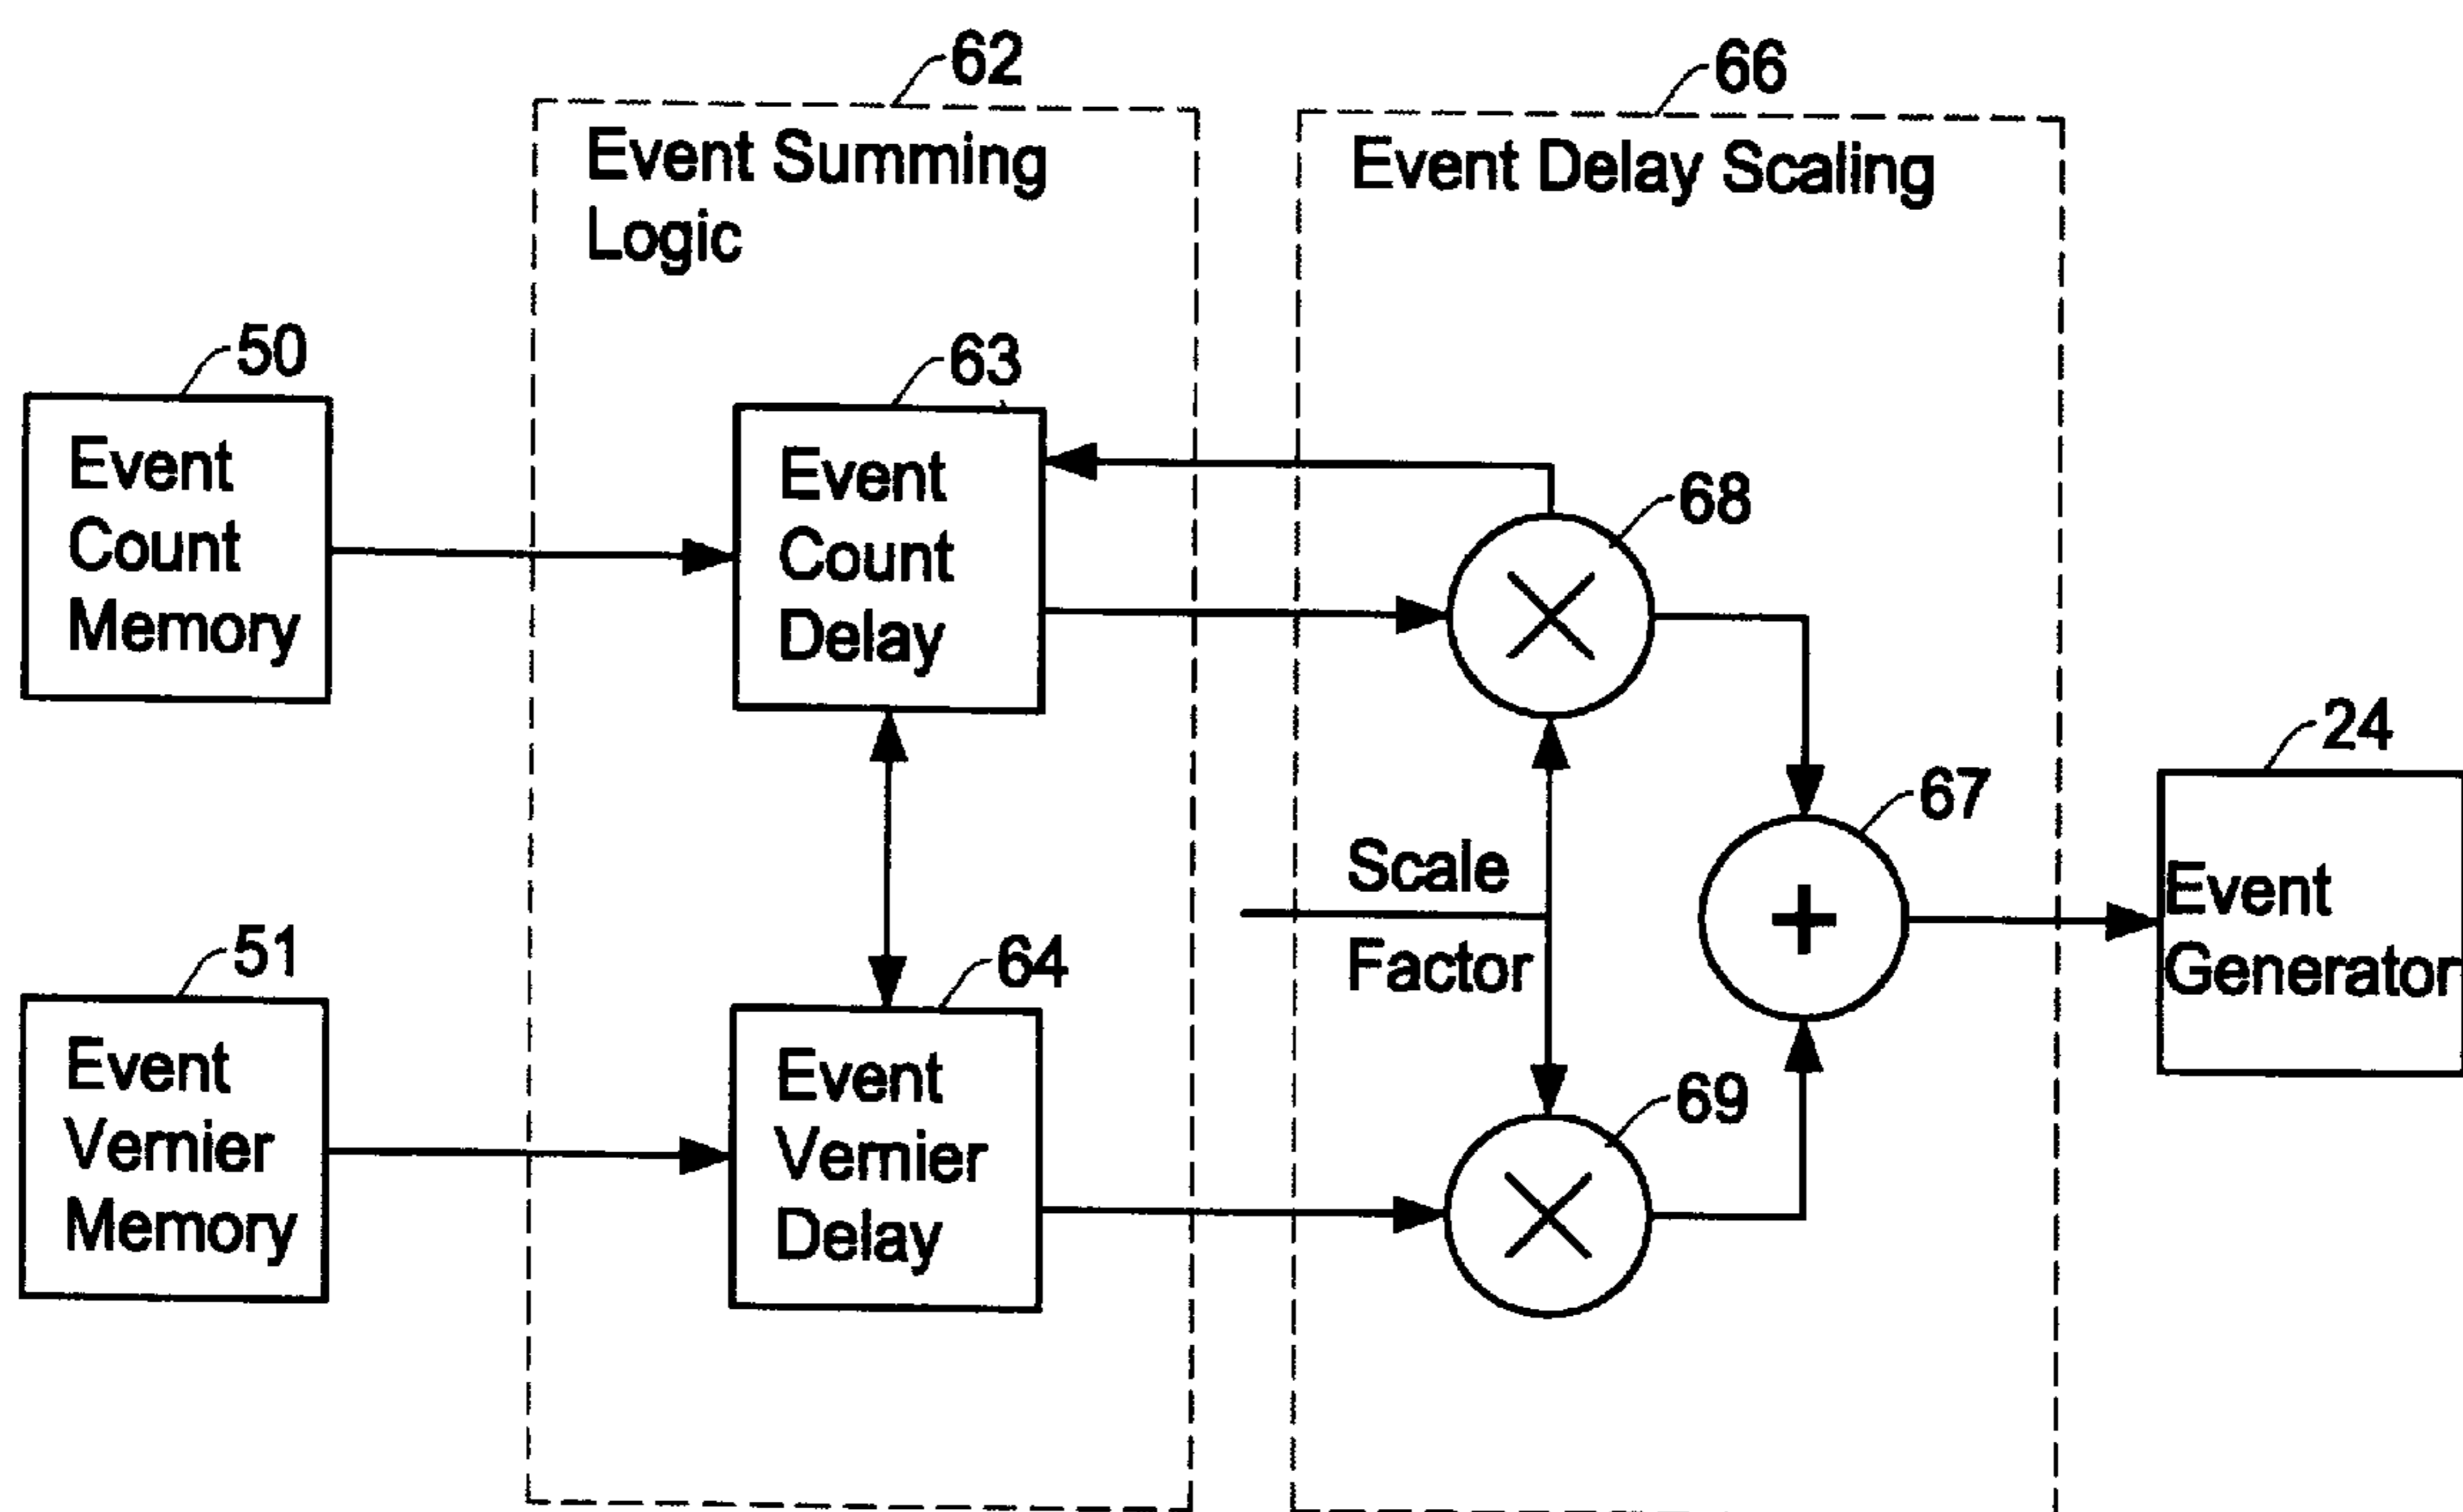 62
66
Event Summing
Logic
Event Delay Scaling
50
63
Event
Count
Memory
Event
Count
Delay
68
24
67
Scale
Factor
Event
Generator
51
64
Event
Vernier
Memory
Event
Vernier
Delay
69